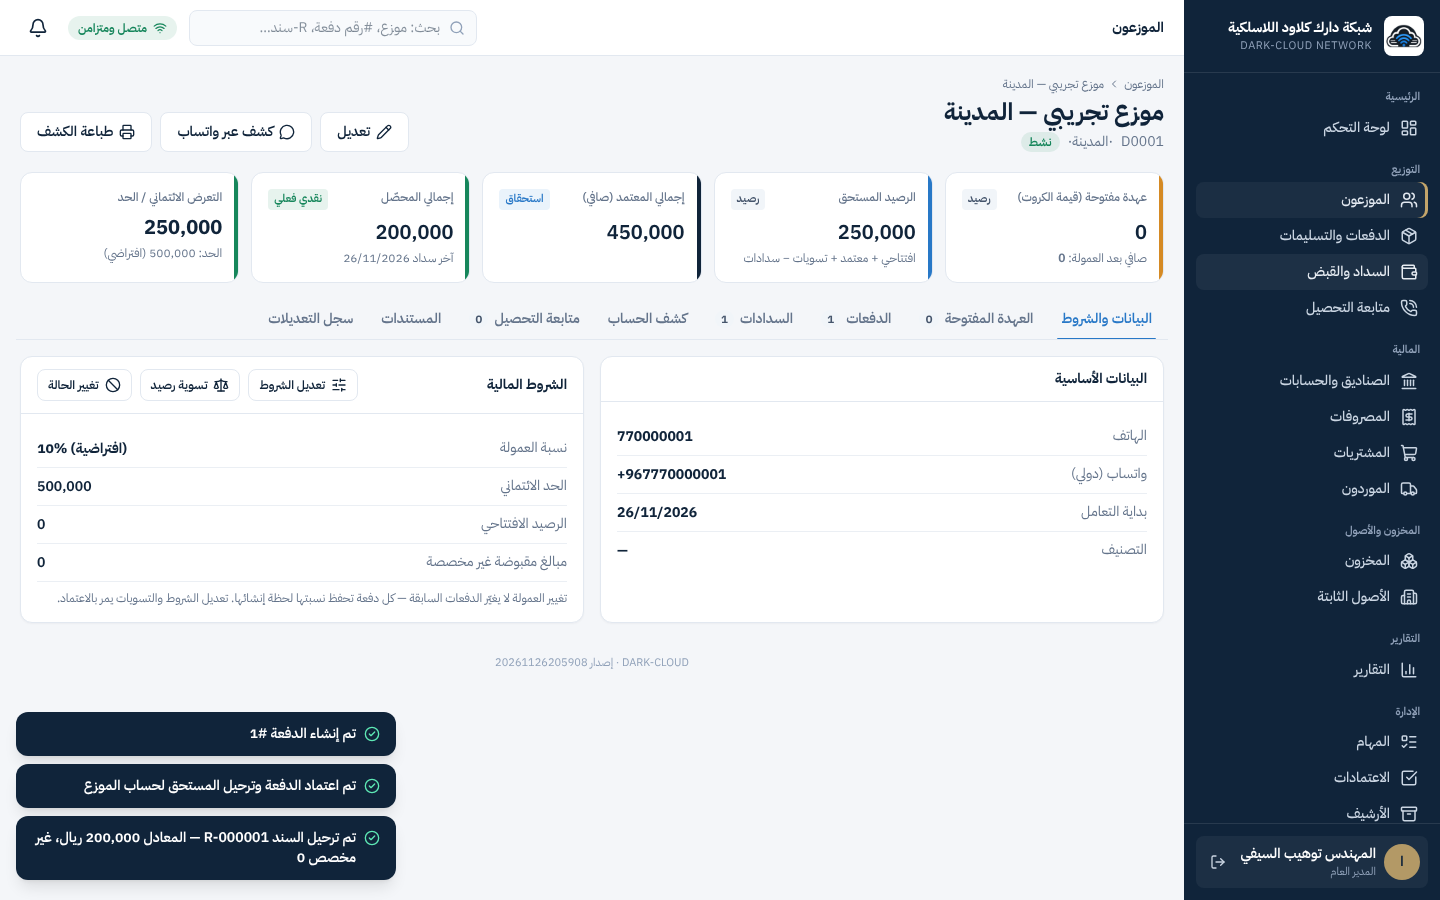 شبكة دارك كلاود اللاسلكية
DARK-CLOUD NETWORK
الرئيسية
لوحة التحكم
التوزيع
الموزعون
الدفعات والتسليمات
السداد والقبض
متابعة التحصيل
المالية
الصناديق والحسابات
المصروفات
المشتريات
الموردون
المخزون والأصول
المخزون
الأصول الثابتة
التقارير
التقارير
الإدارة
المهام
الاعتمادات
الأرشيف
ا
المهندس توهيب السيفي
المدير العام
الموزعون
بحث: موزع، #رقم دفعة، R-سند...
متصل ومتزامن
الموزعون › موزع تجريبي — المدينة
موزع تجريبي — المدينة
D0001 ·المدينة· نشط
تعديل
كشف عبر واتساب
طباعة الكشف
عهدة مفتوحة (قيمة الكروت) رصيد
0
صافي بعد العمولة: 0
الرصيد المستحق رصيد
250,000
افتتاحي + معتمد + تسويات − سدادات
إجمالي المعتمد (صافي) استحقاق
450,000
إجمالي المحصّل نقدي فعلي
200,000
آخر سداد 26/11/2026
التعرض الائتماني / الحد
250,000
الحد: 500,000 (افتراضي)
البيانات والشروط
العهدة المفتوحة 0
الدفعات 1
السدادات 1
كشف الحساب
متابعة التحصيل 0
المستندات
سجل التعديلات
البيانات الأساسية
الهاتف 770000001
واتساب (دولي) +967770000001
بداية التعامل 26/11/2026
التصنيف —
الشروط المالية
تعديل الشروط
تسوية رصيد
تغيير الحالة
نسبة العمولة 10% (افتراضية)
الحد الائتماني 500,000
الرصيد الافتتاحي 0
مبالغ مقبوضة غير مخصصة 0
تغيير العمولة لا يغيّر الدفعات السابقة — كل دفعة تحفظ نسبتها لحظة إنشائها. تعديل الشروط والتسويات يمر بالاعتماد.
DARK-CLOUD · إصدار 20261126205908
تم إنشاء الدفعة #1
تم اعتماد الدفعة وترحيل المستحق لحساب الموزع
تم ترحيل السند R-000001 — المعادل 200,000 ريال، غير
مخصص 0